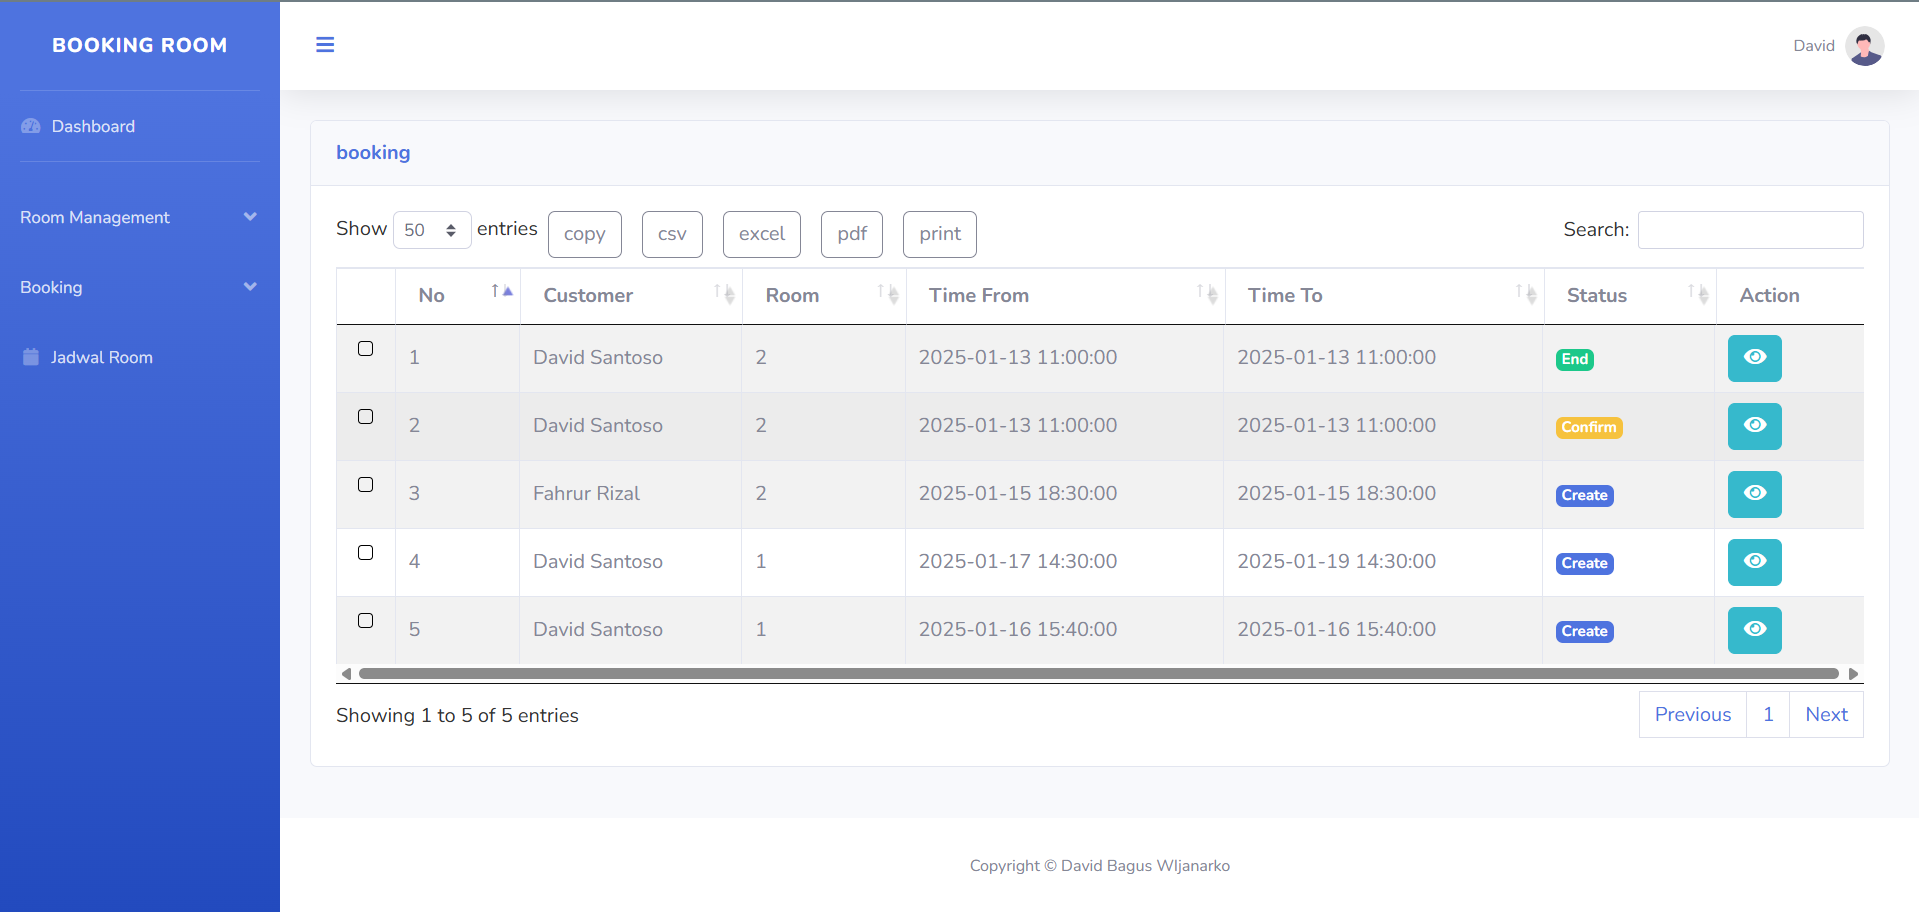 BOOKING ROOM
David
Dashboard
Room Management
Booking
Jadwal Room
booking
Show 50 entries copy csv excel pdf print Search:
No Customer Room Time From Time To Status Action
1 David Santoso 2 2025-01-13 11:00:00 2025-01-13 11:00:00 End
2 David Santoso 2 2025-01-13 11:00:00 2025-01-13 11:00:00 Confirm
3 Fahrur Rizal 2 2025-01-15 18:30:00 2025-01-15 18:30:00 Create
4 David Santoso 1 2025-01-17 14:30:00 2025-01-19 14:30:00 Create
5 David Santoso 1 2025-01-16 15:40:00 2025-01-16 15:40:00 Create
Showing 1 to 5 of 5 entries Previous 1 Next
Copyright © David Bagus WIjanarko